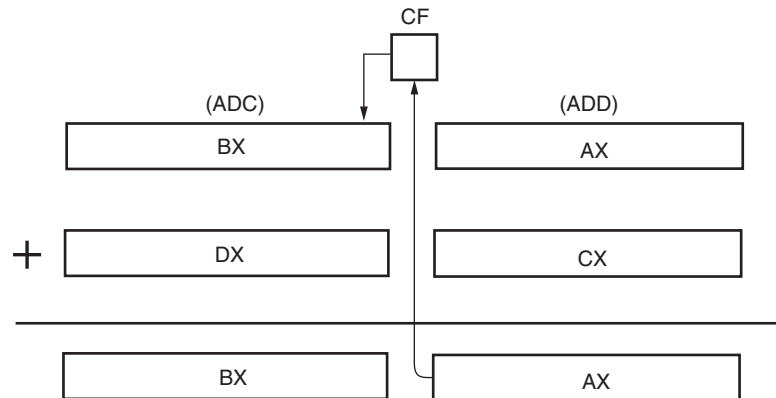 CF
(ADC) (ADD)
BX AX
+ DX CX
BX AX